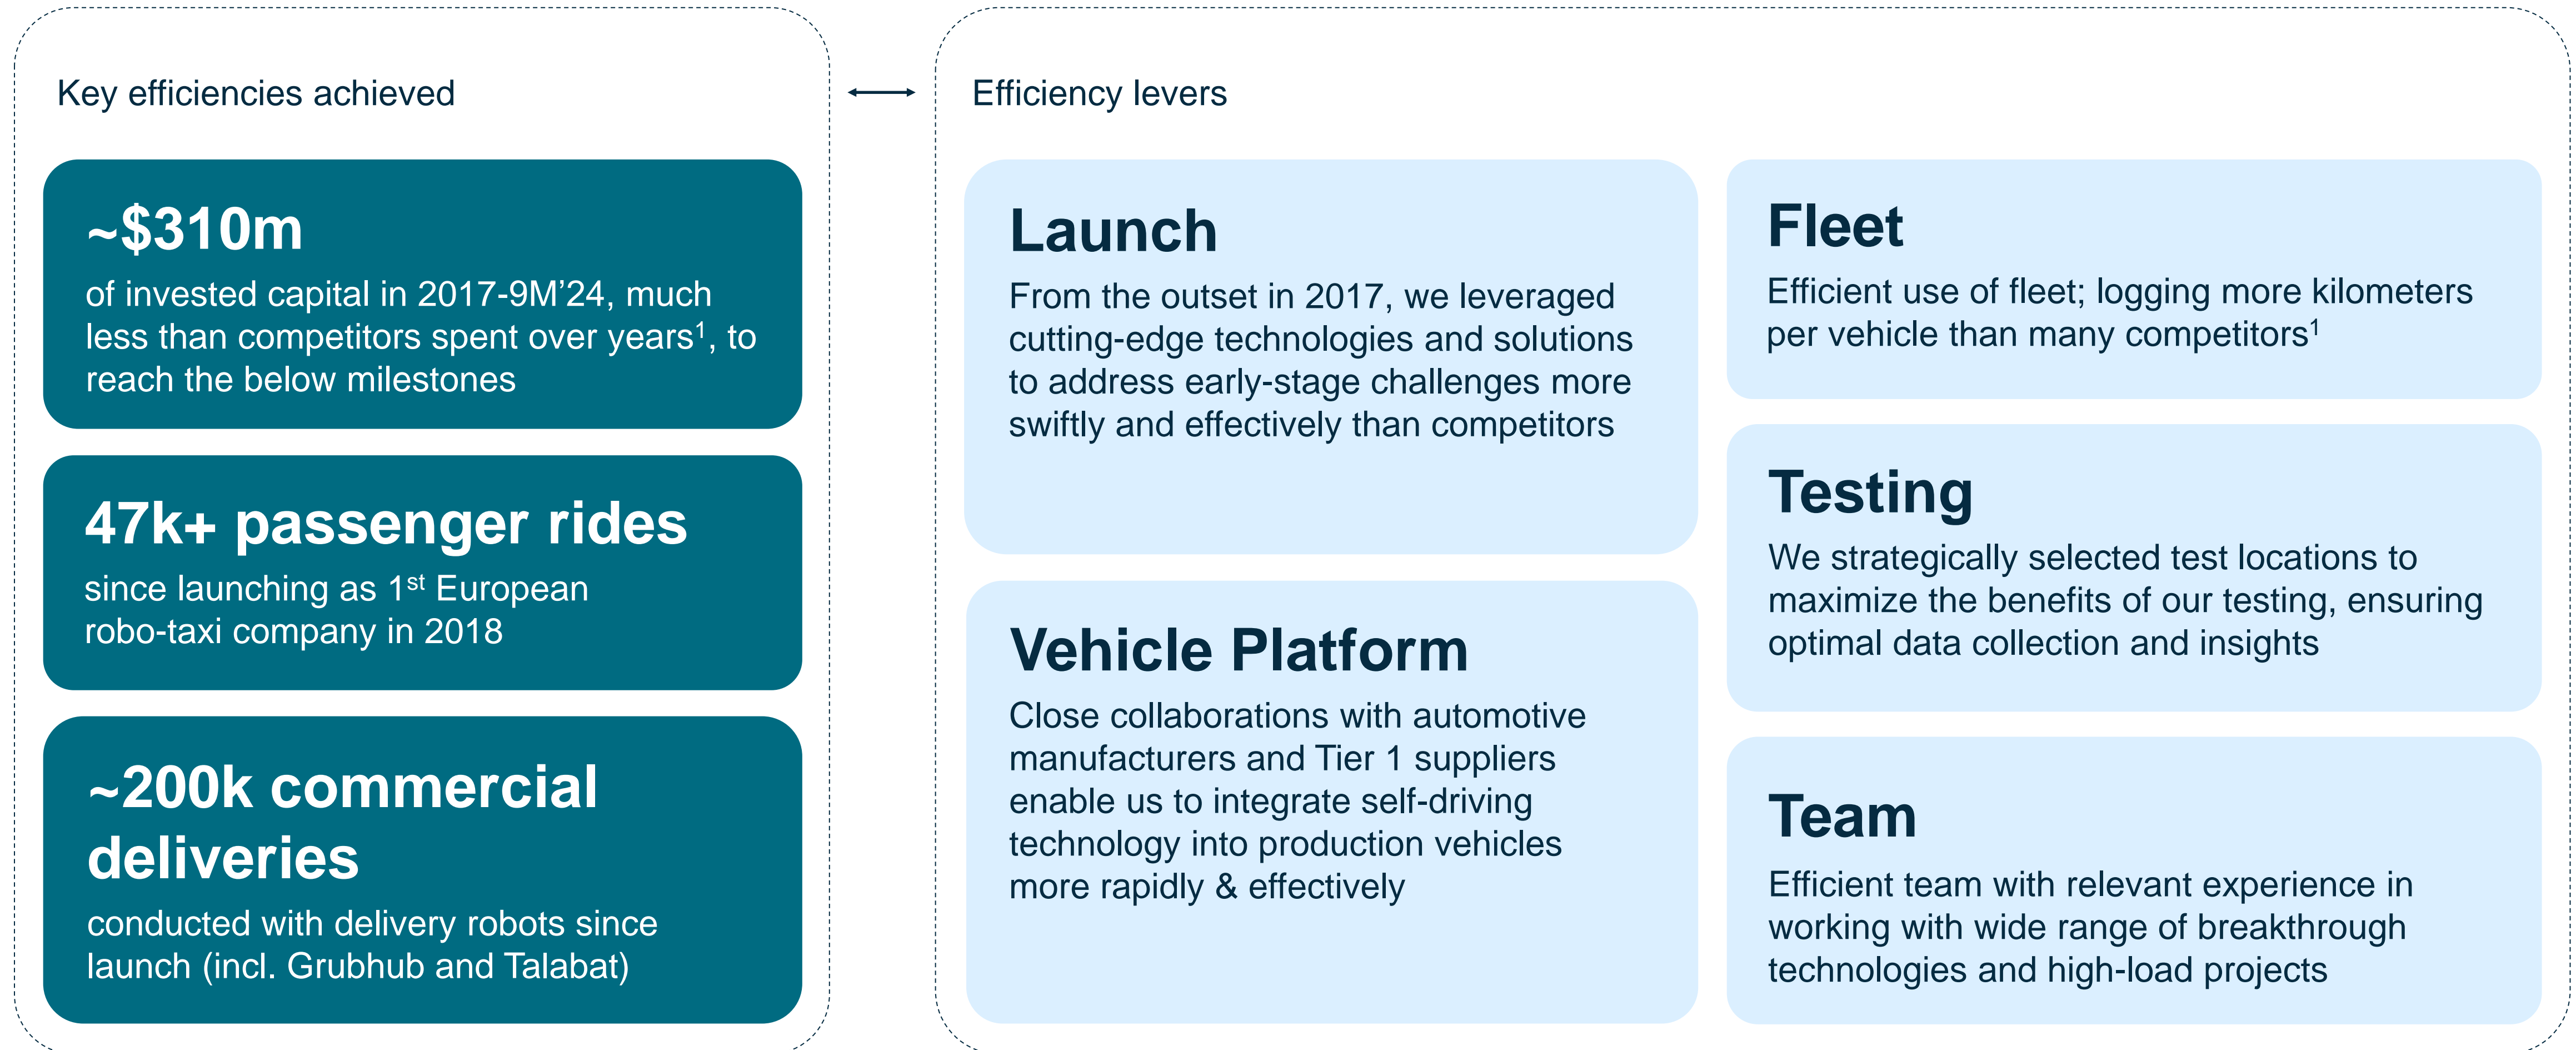 Key efficiencies achieved
~$310m
of invested capital in 2017-9M’24, much
less than competitors spent over years¹, to
reach the below milestones
47k+ passenger rides
since launching as 1st European
robo-taxi company in 2018
~200k commercial
deliveries
conducted with delivery robots since
launch (incl. Grubhub and Talabat)
Efficiency levers
Launch
From the outset in 2017, we leveraged
cutting-edge technologies and solutions
to address early-stage challenges more
swiftly and effectively than competitors
Vehicle Platform
Close collaborations with automotive
manufacturers and Tier 1 suppliers
enable us to integrate self-driving
technology into production vehicles
more rapidly & effectively
Fleet
Efficient use of fleet; logging more kilometers
per vehicle than many competitors¹
Testing
We strategically selected test locations to
maximize the benefits of our testing, ensuring
optimal data collection and insights
Team
Efficient team with relevant experience in
working with wide range of breakthrough
technologies and high-load projects